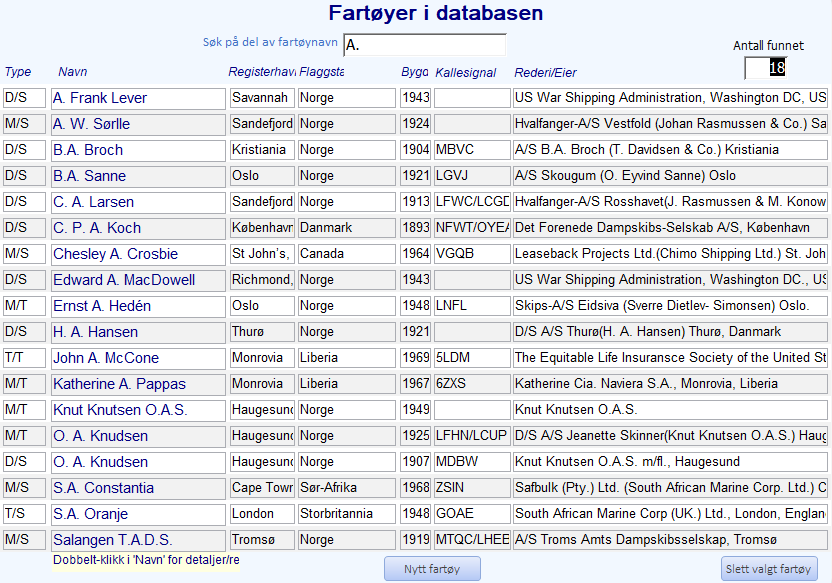 Fartøyer i databasen
Søk på del av fartøynavn A. Antall funnet
18
Type Navn Registerhavn Flaggsta Bygd Kallesignal Rederi/Eier
D/S A. Frank Lever Savannah Norge 1943 US War Shipping Administration, Washington DC, US
M/S A. W. Sørlle Sandefjord Norge 1924 Hvalfanger-A/S Vestfold (Johan Rasmussen & Co.) Sa
D/S B.A. Broch Kristiania Norge 1904 MBVC A/S B.A. Broch (T. Davidsen & Co.) Kristiania
D/S B.A. Sanne Oslo Norge 1921 LGVJ A/S Skougum (O. Eyvind Sanne) Oslo
D/S C. A. Larsen Sandefjord Norge 1913 LFWC/LCGD Hvalfanger-A/S Rosshavet(J. Rasmussen & M. Konow
D/S C. P. A. Koch København Danmark 1893 NFWT/OYEA Det Forenede Dampskibs-Selskab A/S, København
M/S Chesley A. Crosbie St John's, Canada 1964 VGQB Leaseback Projects Ltd.(Chimo Shipping Ltd.) St. Joh
D/S Edward A. MacDowell Richmond, Norge 1943 US War Shipping Administration, Washington DC., US
M/T Ernst A. Hedén Oslo Norge 1948 LNFL Skips-A/S Eidsiva (Sverre Dietlev- Simonsen) Oslo.
D/S H. A. Hansen Thurø Norge 1921 D/S A/S Thurø(H. A. Hansen) Thurø, Danmark
T/T John A. McCone Monrovia Liberia 1969 5LDM The Equitable Life Insuransce Society of the United St
M/T Katherine A. Pappas Monrovia Liberia 1967 6ZXS Katherine Cia. Naviera S.A., Monrovia, Liberia
M/T Knut Knutsen O.A.S. Haugesund Norge 1949 Knut Knutsen O.A.S.
M/T O. A. Knudsen Haugesund Norge 1925 LFHN/LCUP D/S A/S Jeanette Skinner(Knut Knutsen O.A.S.) Haug
D/S O. A. Knudsen Haugesund Norge 1907 MDBW Knut Knutsen O.A.S. m/fl., Haugesund
M/S S.A. Constantia Cape Town Sør-Afrika 1968 ZSIN Safbulk (Pty.) Ltd. (South African Marine Corp. Ltd.) C
T/S S.A. Oranje London Storbritannia 1948 GOAE South African Marine Corp (UK.) Ltd., London, Englan
M/S Salangen T.A.D.S. Tromsø Norge 1919 MTQC/LHEE A/S Troms Amts Dampskibsselskap, Tromsø
Dobbelt-klikk i 'Navn' for detaljer/re
Nytt fartøy Slett valgt fartøy